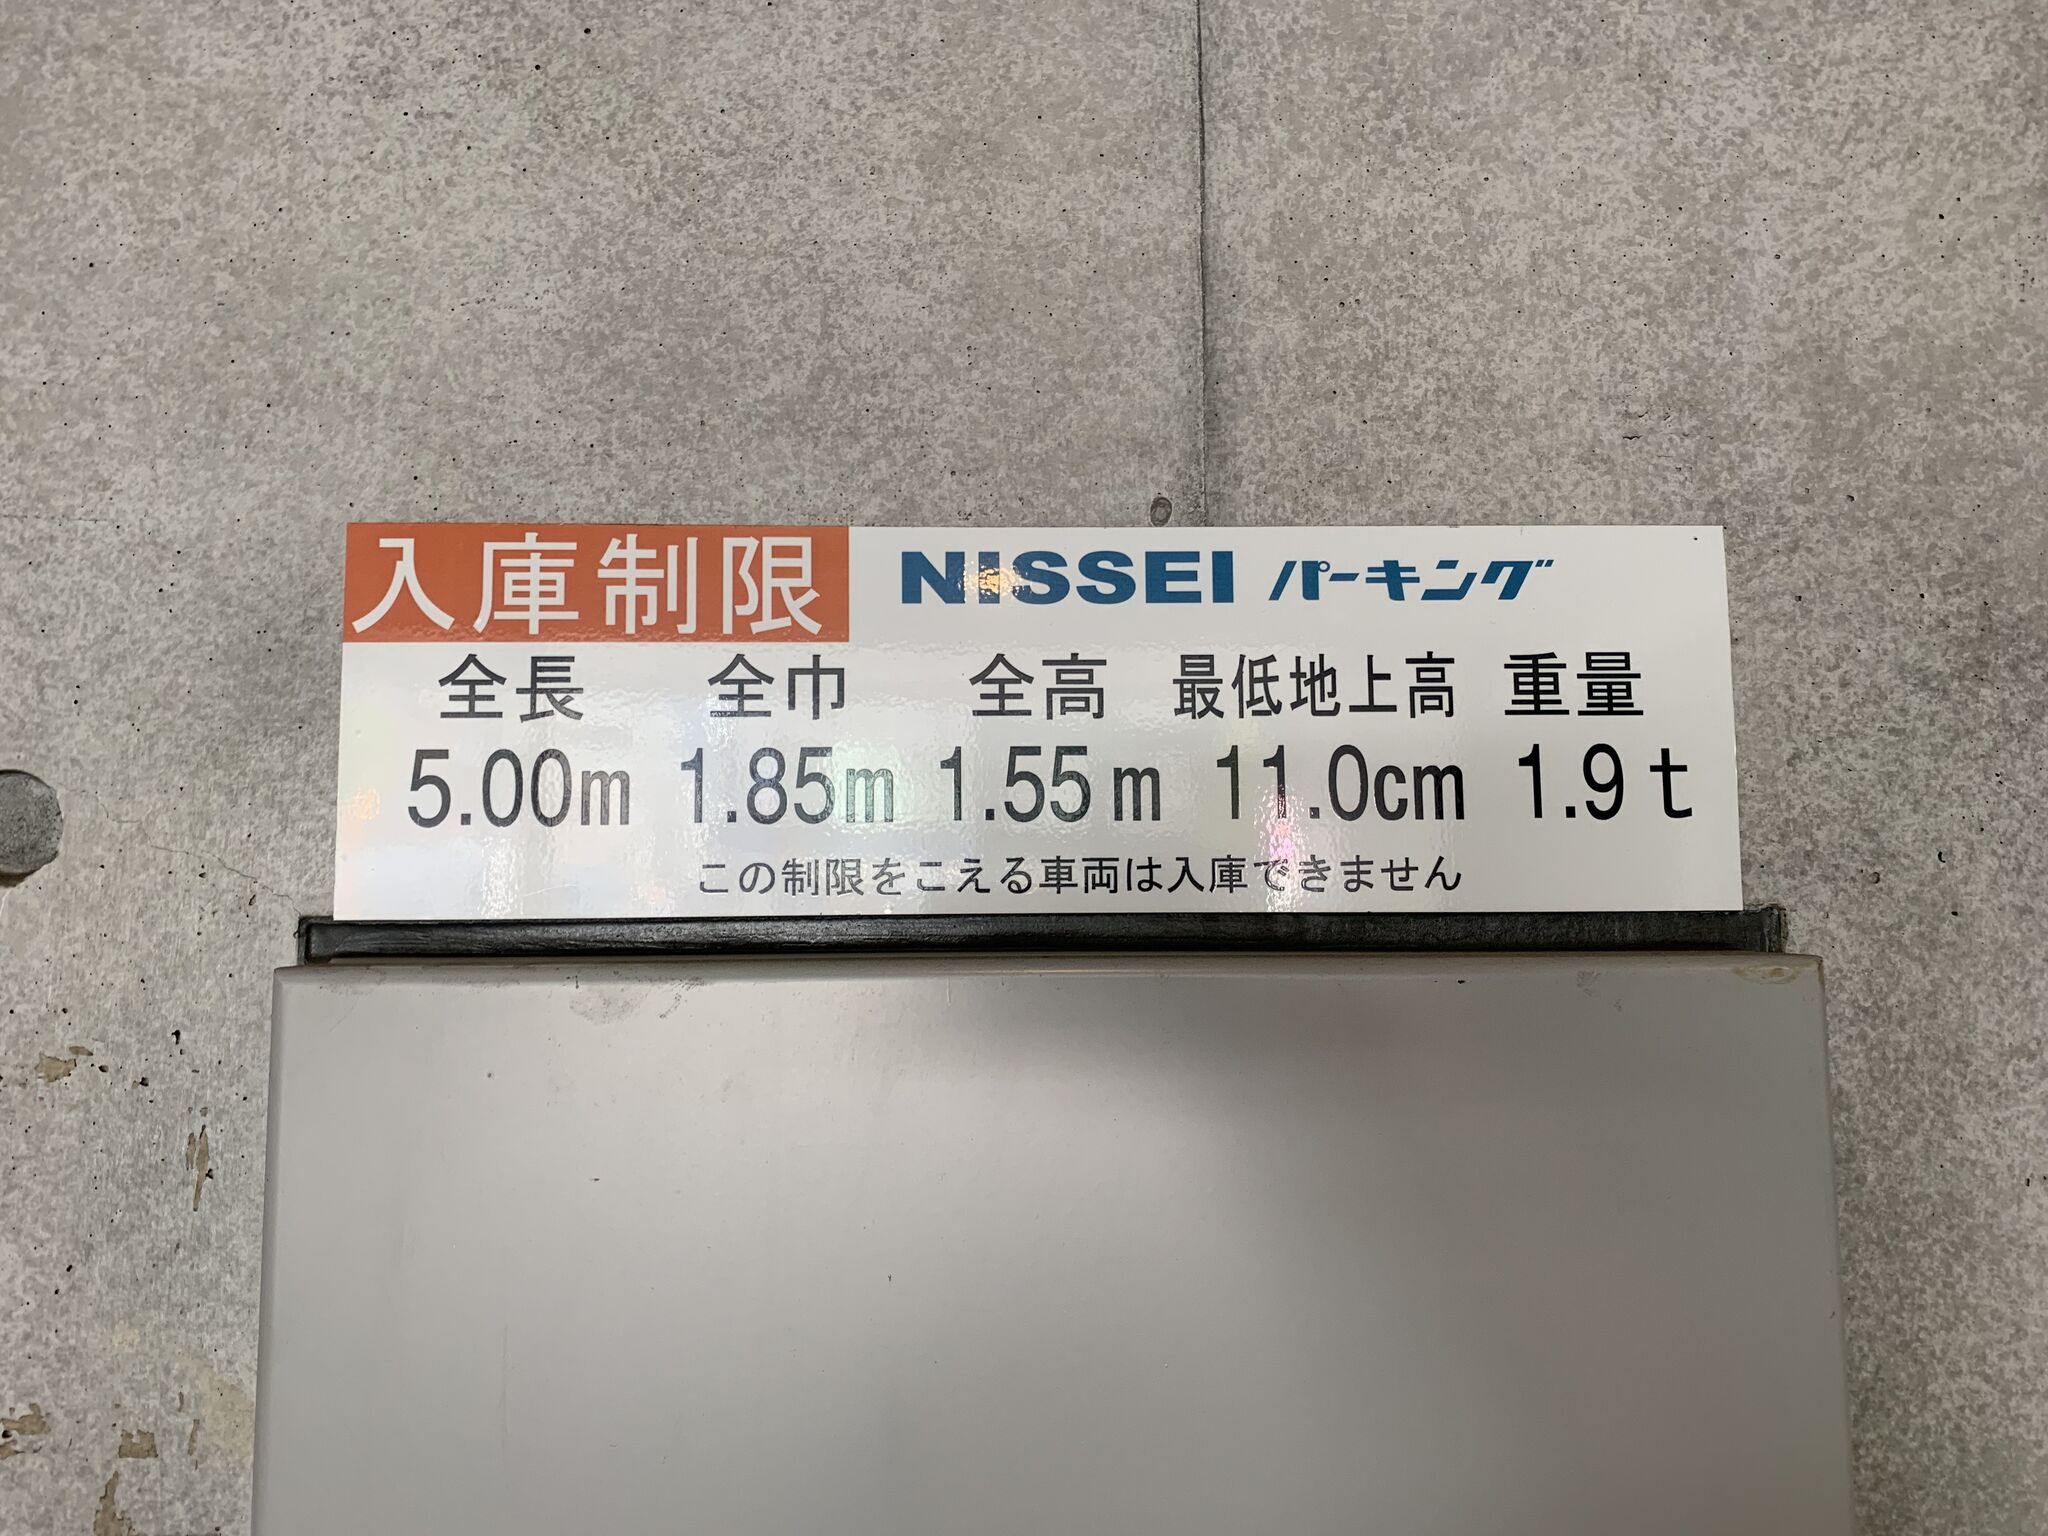 入庫制限 NISSEI パーキング
全長 全巾 全高 最低地上高 重量
5.00m 1.85m 1.55m 11.0cm 1.9t
この制限をこえる車両は入庫できません